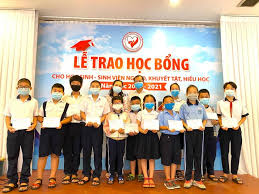 LỄ TRAO HỌC BỔNG
CHO HỌC SINH - SINH VIÊN NGHÈO, KHUYẾT TẬT, HIẾU HỌC
2021